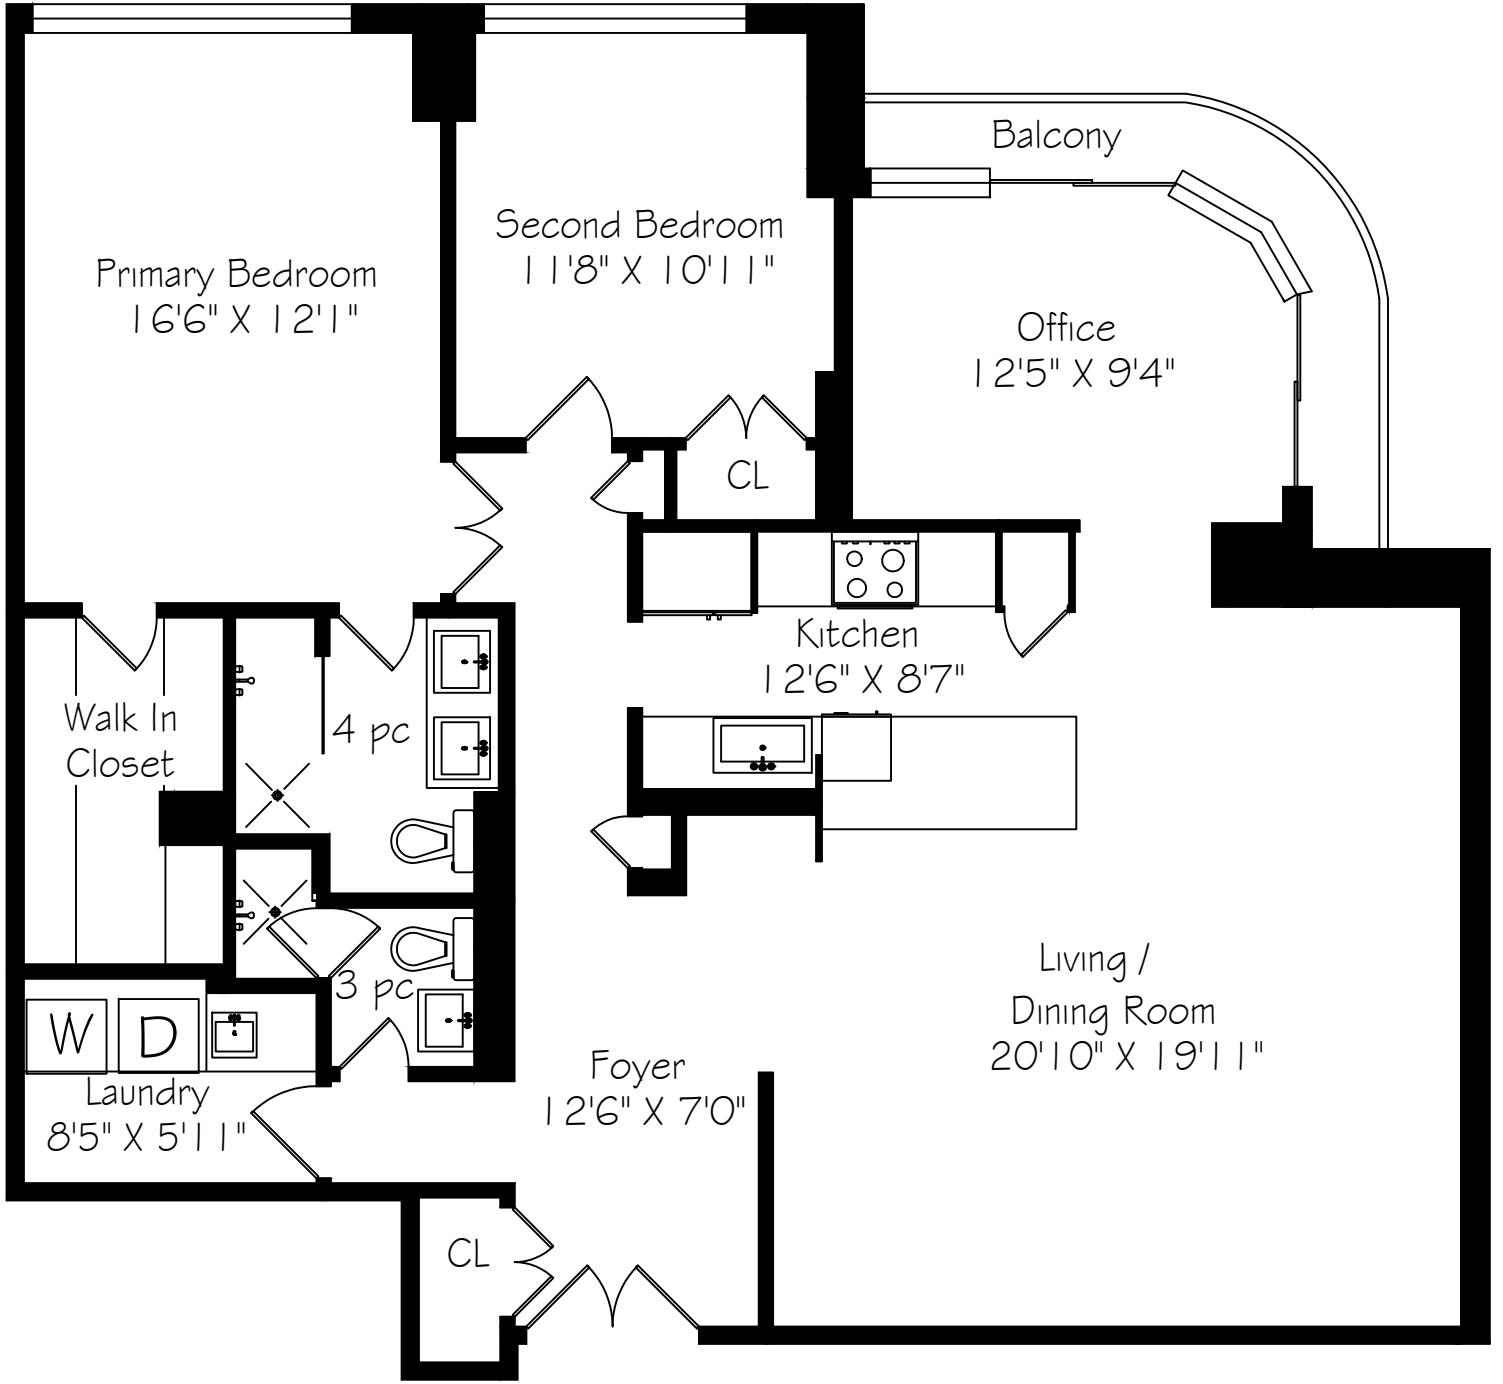 Balcony
Second Bedroom
11'8" X 10'11"
Primary Bedroom
16'6" X 12'1"
Office
12'5" X 9'4"
CL
Kitchen
12'6" X 8'7"
Walk In
Closet
4 pc
Living /
Dining Room
20'10" X 19'11"
3 pc
W
D
Foyer
12'6" X 7'0"
Laundry
8'5" X 5'11"
CL